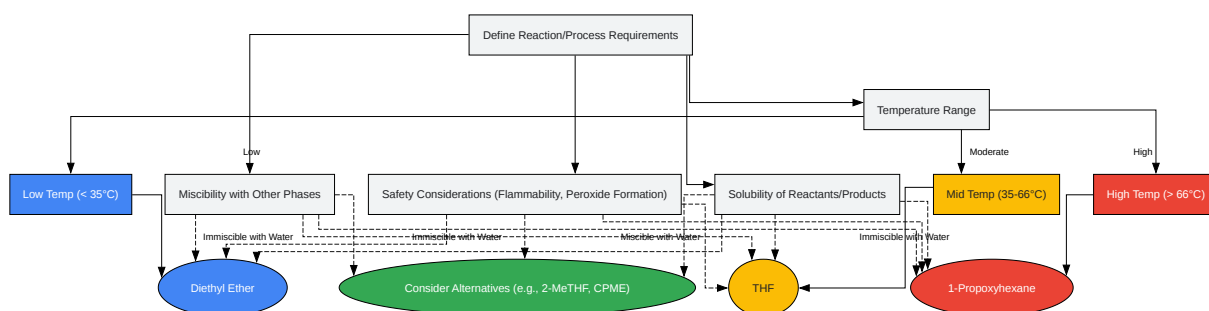 Define Reaction/Process Requirements
Temperature Range
Low
Moderate
High
Low Temp (< 35°C)
Miscibility with Other Phases
Safety Considerations (Flammability, Peroxide Formation)
Solubility of Reactants/Products
Mid Temp (35-66°C)
High Temp (> 66°C)
Immiscible with Water
Immiscible with Water
Miscible with Water
Immiscible with Water
Diethyl Ether
Consider Alternatives (e.g., 2-MeTHF, CPME)
THF
1-Propoxyhexane